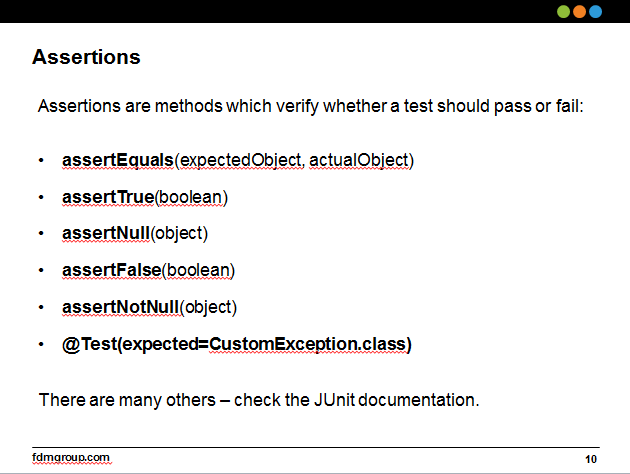 Assertions
Assertions are methods which verify whether a test should pass or fail:
• assertEquals(expectedObject, actualObject)
• assertTrue(boolean)
• assertNull(object)
• assertFalse(boolean)
• assertNotNull(object)
• @Test(expected=CustomException.class)
There are many others – check the JUnit documentation.
fdmgroup.com
10